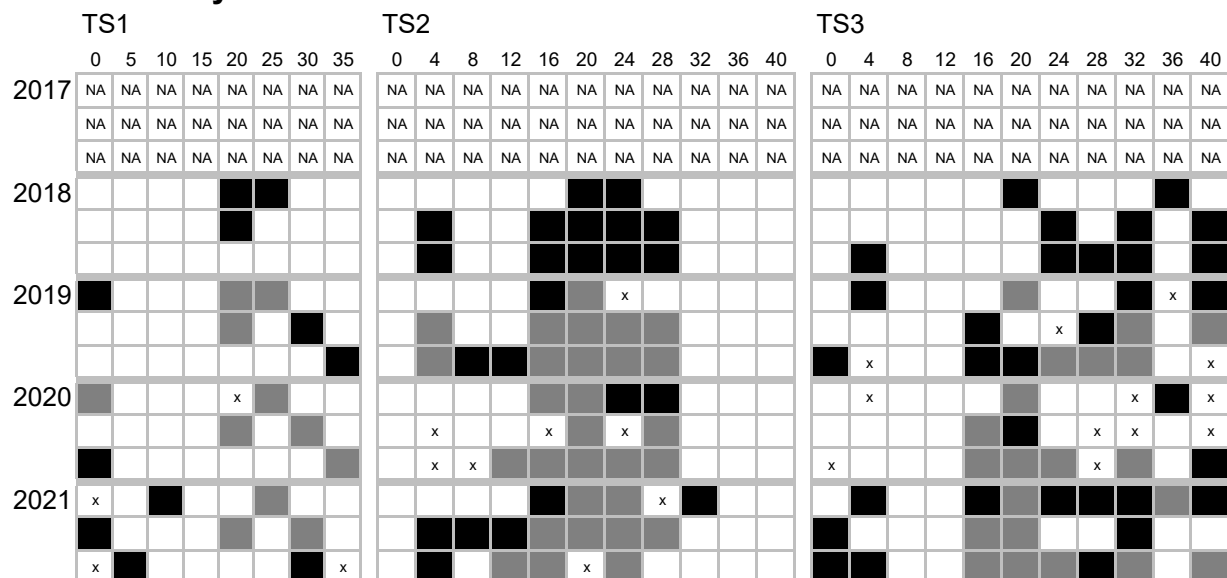 TS1 TS2 TS3
0 5 10 15 20 25 30 35 0 4 8 12 16 20 24 28 32 36 40 0 4 8 12 16 20 24 28 32 36 40
2017 NA NA NA NA NA NA NA NA NA NA NA NA NA NA NA NA NA NA NA NA NA NA NA NA NA NA NA NA NA NA
NA NA NA NA NA NA NA NA NA NA NA NA NA NA NA NA NA NA NA NA NA NA NA NA NA NA NA NA NA NA
NA NA NA NA NA NA NA NA NA NA NA NA NA NA NA NA NA NA NA NA NA NA NA NA NA NA NA NA NA NA
2018
2019 x x
x
x x
2020 x x x x
x x x x x x
x x x x
2021 x x
x x x